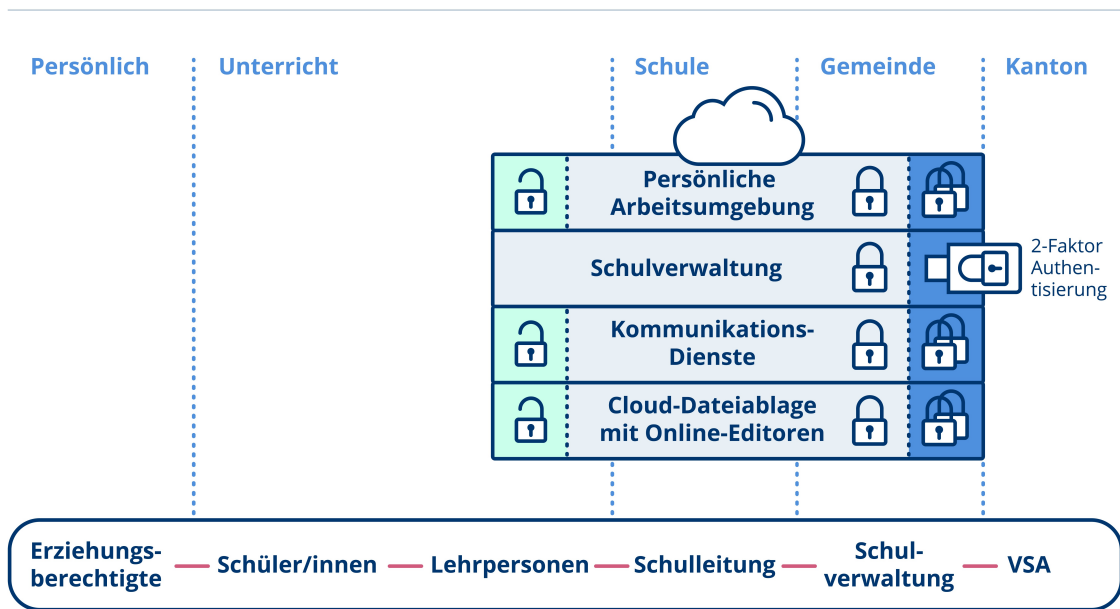 Persönlich
Unterricht
Schule
Gemeinde
Kanton
Persönliche
Arbeitsumgebung
Schulverwaltung
2-Faktor
Authen-
tisierung
Kommunikations-
Dienste
Cloud-Dateiablage
mit Online-Editoren
Erziehungs-
berechtigte
Schüler/innen
Lehrpersonen
Schulleitung
Schul-
verwaltung
VSA